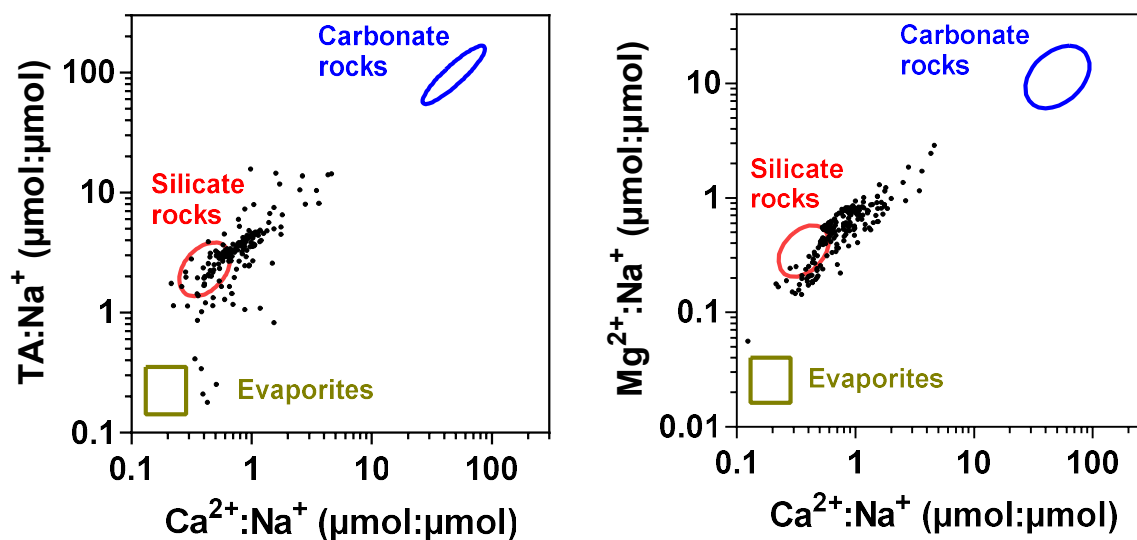 TA:Na⁺ (µmol:µmol)
100
10
1
0.1
Carbonate
rocks
Silicate
rocks
Evaporites
0.1 1 10 100
Ca²⁺:Na⁺ (µmol:µmol)
Mg²⁺:Na⁺ (µmol:µmol)
10
1
0.1
0.01
Carbonate
rocks
Silicate
rocks
Evaporites
0.1 1 10 100
Ca²⁺:Na⁺ (µmol:µmol)